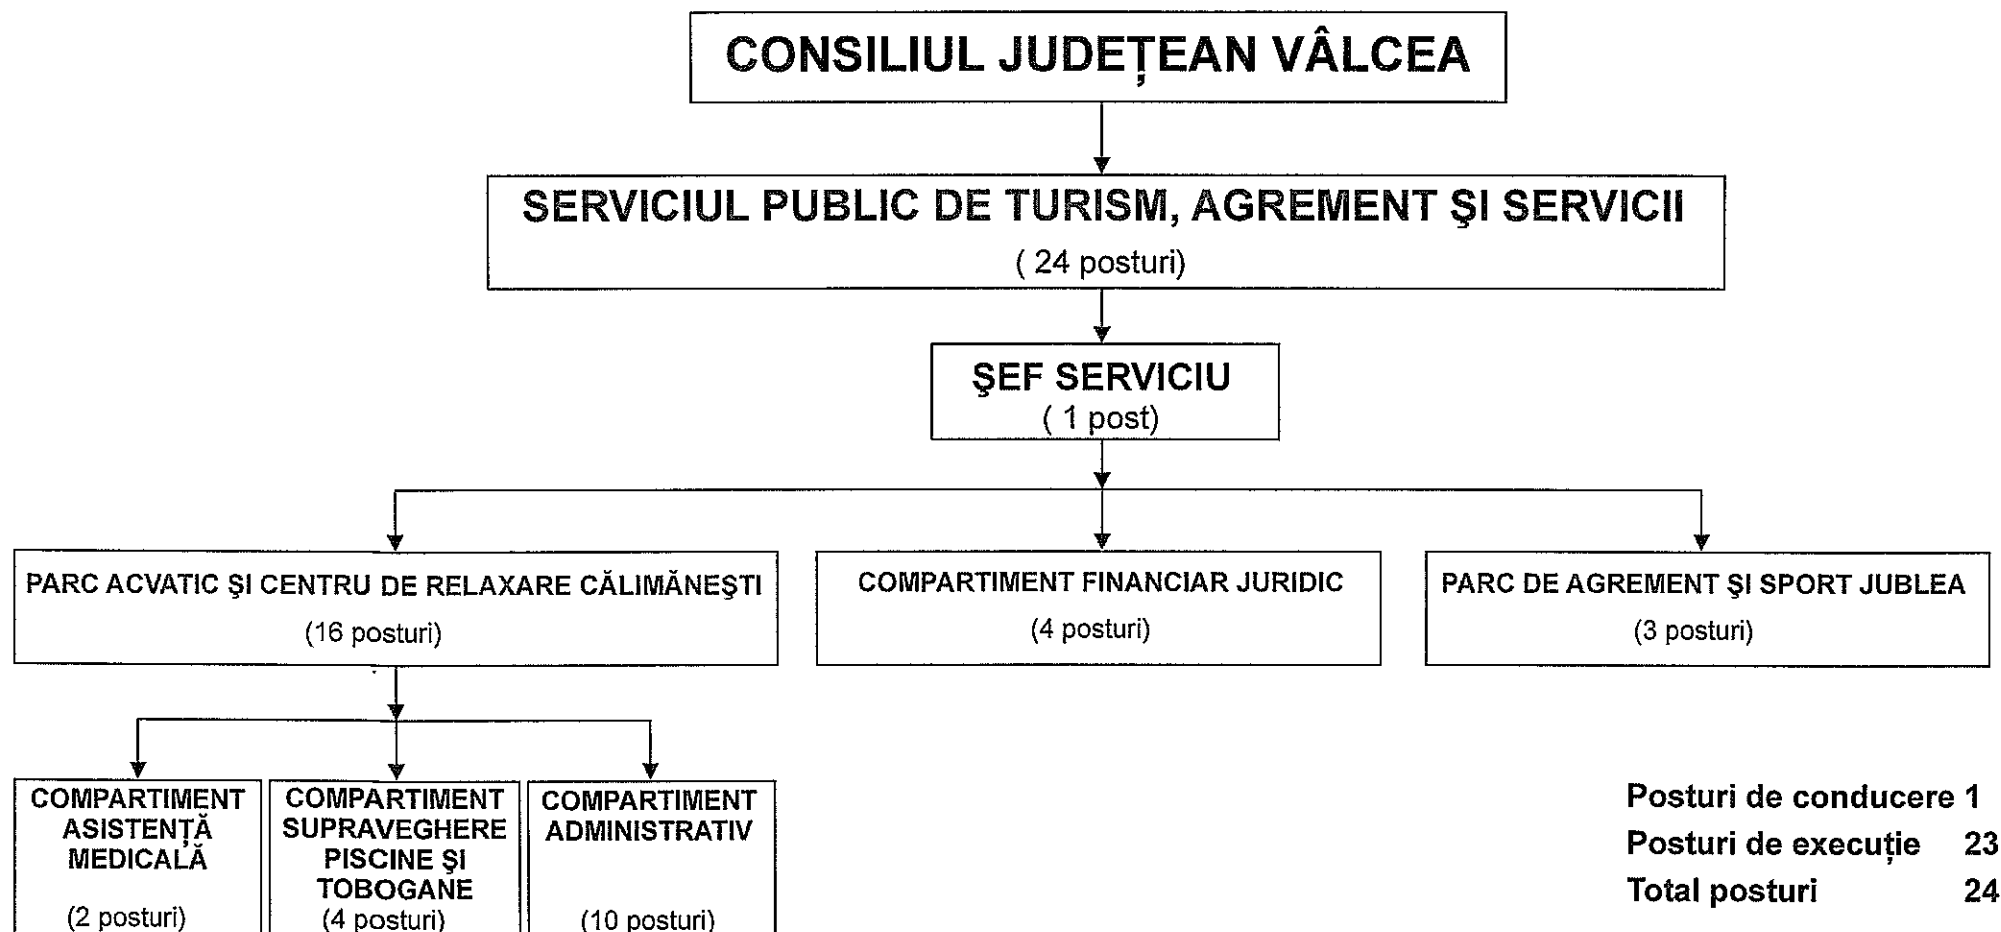 CONSILIUL JUDEȚEAN VÂLCEA
SERVICIUL PUBLIC DE TURISM, AGREMENT ŞI SERVICII
( 24 posturi)
ŞEF SERVICIU
( 1 post)
PARC ACVATIC ŞI CENTRU DE RELAXARE CĂLIMĂNEŞTI
(16 posturi)
COMPARTIMENT FINANCIAR JURIDIC
(4 posturi)
PARC DE AGREMENT ŞI SPORT JUBLEA
(3 posturi)
COMPARTIMENT
ASISTENȚĂ
MEDICALĂ
(2 posturi)
COMPARTIMENT
SUPRAVEGHERE
PISCINE ŞI
TOBOGANE
(4 posturi)
COMPARTIMENT
ADMINISTRATIV
(10 posturi)
Posturi de conducere 1
Posturi de execuție 23
Total posturi 24